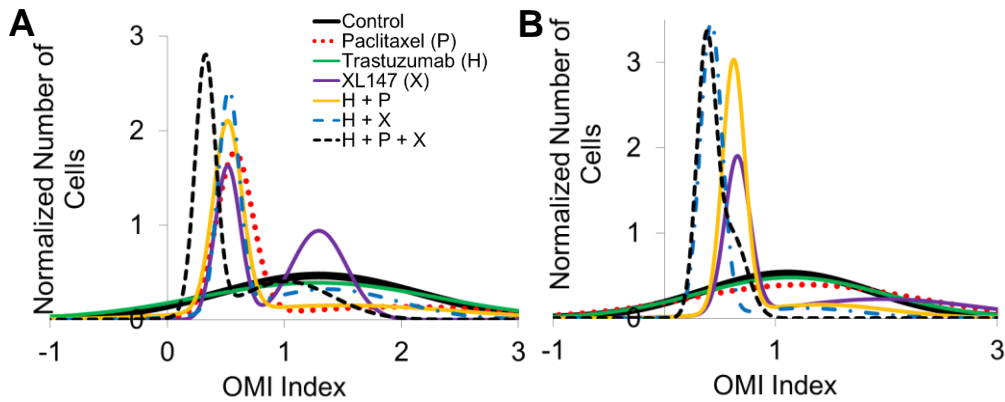 A
Normalized Number of
Cells
3
2
1
0
-1
0
1
2
3
OMI Index
Control
Paclitaxel (P)
Trastuzumab (H)
XL147 (X)
H + P
H + X
H + P + X
B
Normalized Number of
Cells
3
2
1
0
-1
1
3
OMI Index